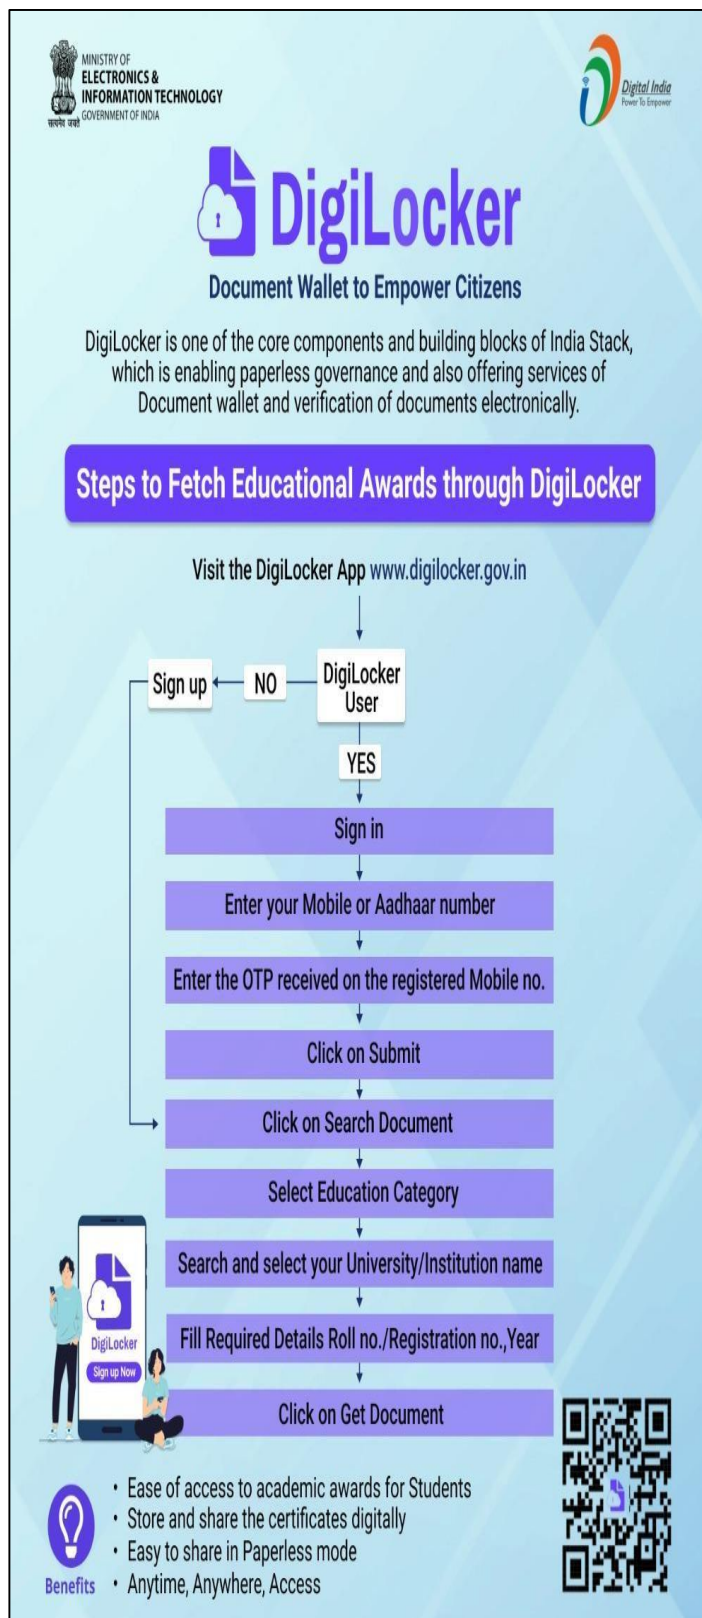 MINISTRY OF
ELECTRONICS &
INFORMATION TECHNOLOGY
GOVERNMENT OF INDIA
सत्यमेव जयते
Digital India
Power To Empower
DigiLocker
Document Wallet to Empower Citizens
DigiLocker is one of the core components and building blocks of India Stack,
which is enabling paperless governance and also offering services of
Document wallet and verification of documents electronically.
Steps to Fetch Educational Awards through DigiLocker
Visit the DigiLocker App www.digilocker.gov.in
DigiLocker
User
NO
Sign up
YES
Sign in
Enter your Mobile or Aadhaar number
Enter the OTP received on the registered Mobile no.
Click on Submit
Click on Search Document
Select Education Category
Search and select your University/Institution name
Fill Required Details Roll no./Registration no.,Year
Click on Get Document
DigiLocker
Sign up Now
Benefits
• Ease of access to academic awards for Students
• Store and share the certificates digitally
• Easy to share in Paperless mode
• Anytime, Anywhere, Access